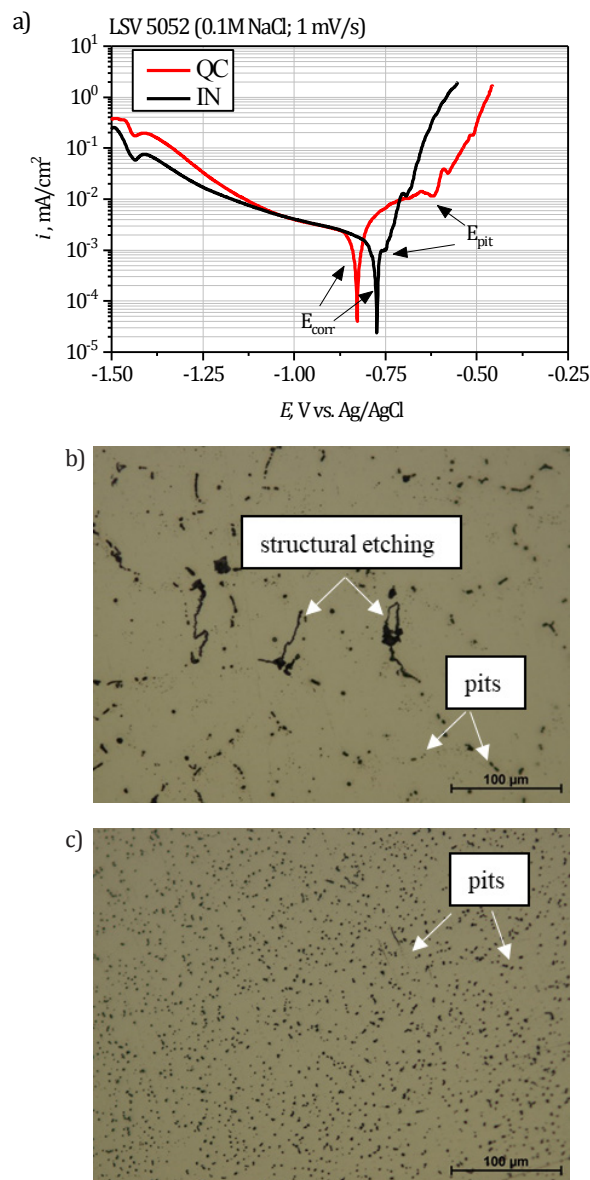 a)
LSV 5052 (0.1M NaCl; 1 mV/s)
QC
IN
10¹
10⁰
10⁻¹
10⁻²
10⁻³
10⁻⁴
10⁻⁵
i, mA/cm²
E_pit
E_corr
-1.50 -1.25 -1.00 -0.75 -0.50 -0.25
E, V vs. Ag/AgCl
b)
structural etching
pits
100 µm
c)
pits
100 µm